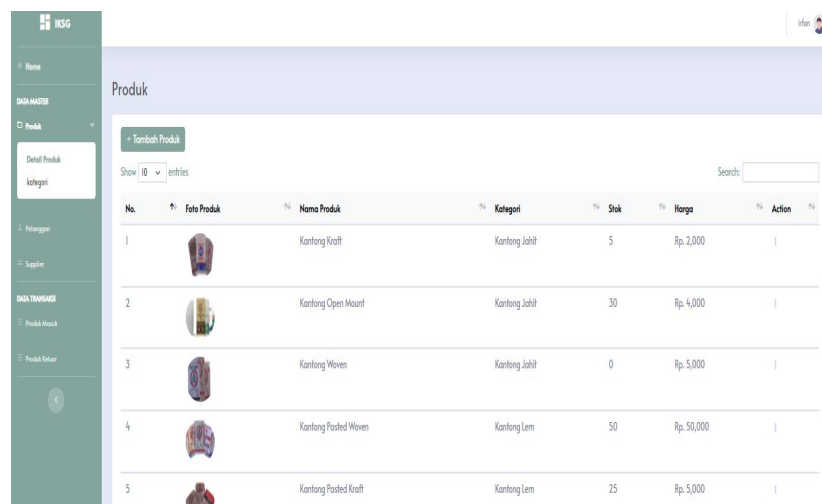 IKSG
irfan
Home
DATA MASTER
Produk
Detail Produk
kategori
Pelanggan
Supplier
DATA TRANSAKSI
Produk Masuk
Produk Keluar
Produk
+ Tambah Produk
Show 10 entries
Search:
No. Foto Produk Nama Produk Kategori Stok Harga Action
1 Kantong Kraft Kantong Jahit 5 Rp. 2,000
2 Kantong Open Mount Kantong Jahit 30 Rp. 4,000
3 Kantong Woven Kantong Jahit 0 Rp. 5,000
4 Kantong Pasted Woven Kantong Lem 50 Rp. 50,000
5 Kantong Pasted Kraft Kantong Lem 25 Rp. 5,000